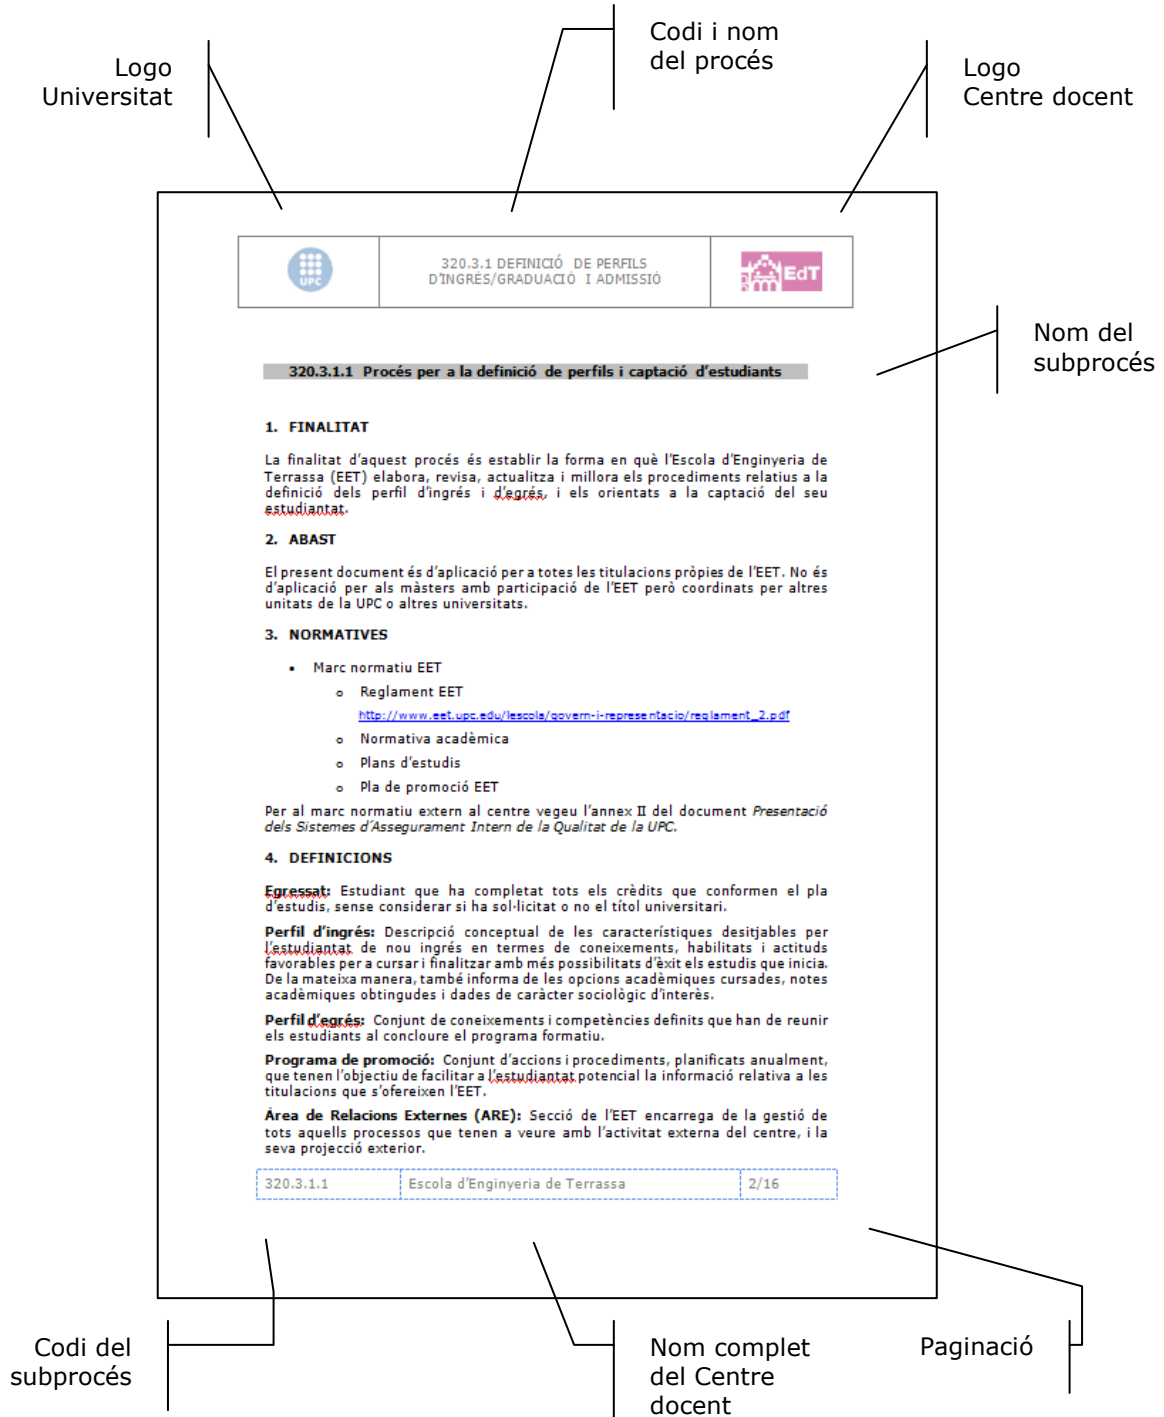 Codi i nom
del procés
Logo
Universitat
Logo
Centre docent
UPC
320.3.1 DEFINICIÓ DE PERFILS
D'INGRÉS/GRADUACIÓ I ADMISSIÓ
EdT
Nom del
subprocés
320.3.1.1 Procés per a la definició de perfils i captació d'estudiants
1. FINALITAT
La finalitat d'aquest procés és establir la forma en què l'Escola d'Enginyeria de
Terrassa (EET) elabora, revisa, actualitza i millora els procediments relatius a la
definició dels perfil d'ingrés i d'egrés, i els orientats a la captació del seu
estudiantat.
2. ABAST
El present document és d'aplicació per a totes les titulacions pròpies de l'EET. No és
d'aplicació per als màsters amb participació de l'EET però coordinats per altres
unitats de la UPC o altres universitats.
3. NORMATIVES
• Marc normatiu EET
o Reglament EET
http://www.eet.upc.edu/lescola/govern-i-representacio/reglament_2.pdf
o Normativa acadèmica
o Plans d'estudis
o Pla de promoció EET
Per al marc normatiu extern al centre vegeu l'annex II del document Presentació
dels Sistemes d'Assegurament Intern de la Qualitat de la UPC.
4. DEFINICIONS
Egressat: Estudiant que ha completat tots els crèdits que conformen el pla
d'estudis, sense considerar si ha sol·licitat o no el títol universitari.
Perfil d'ingrés: Descripció conceptual de les característiques desitjables per
l'estudiantat de nou ingrés en termes de coneixements, habilitats i actituds
favorables per a cursar i finalitzar amb més possibilitats d'èxit els estudis que inicia.
De la mateixa manera, també informa de les opcions acadèmiques cursades, notes
acadèmiques obtingudes i dades de caràcter sociològic d'interès.
Perfil d'egrés: Conjunt de coneixements i competències definits que han de reunir
els estudiants al concloure el programa formatiu.
Programa de promoció: Conjunt d'accions i procediments, planificats anualment,
que tenen l'objectiu de facilitar a l'estudiantat potencial la informació relativa a les
titulacions que s'ofereixen l'EET.
Àrea de Relacions Externes (ARE): Secció de l'EET encarrega de la gestió de
tots aquells processos que tenen a veure amb l'activitat externa del centre, i la
seva projecció exterior.
320.3.1.1 Escola d'Enginyeria de Terrassa 2/16
Codi del
subprocés
Nom complet
del Centre
docent
Paginació